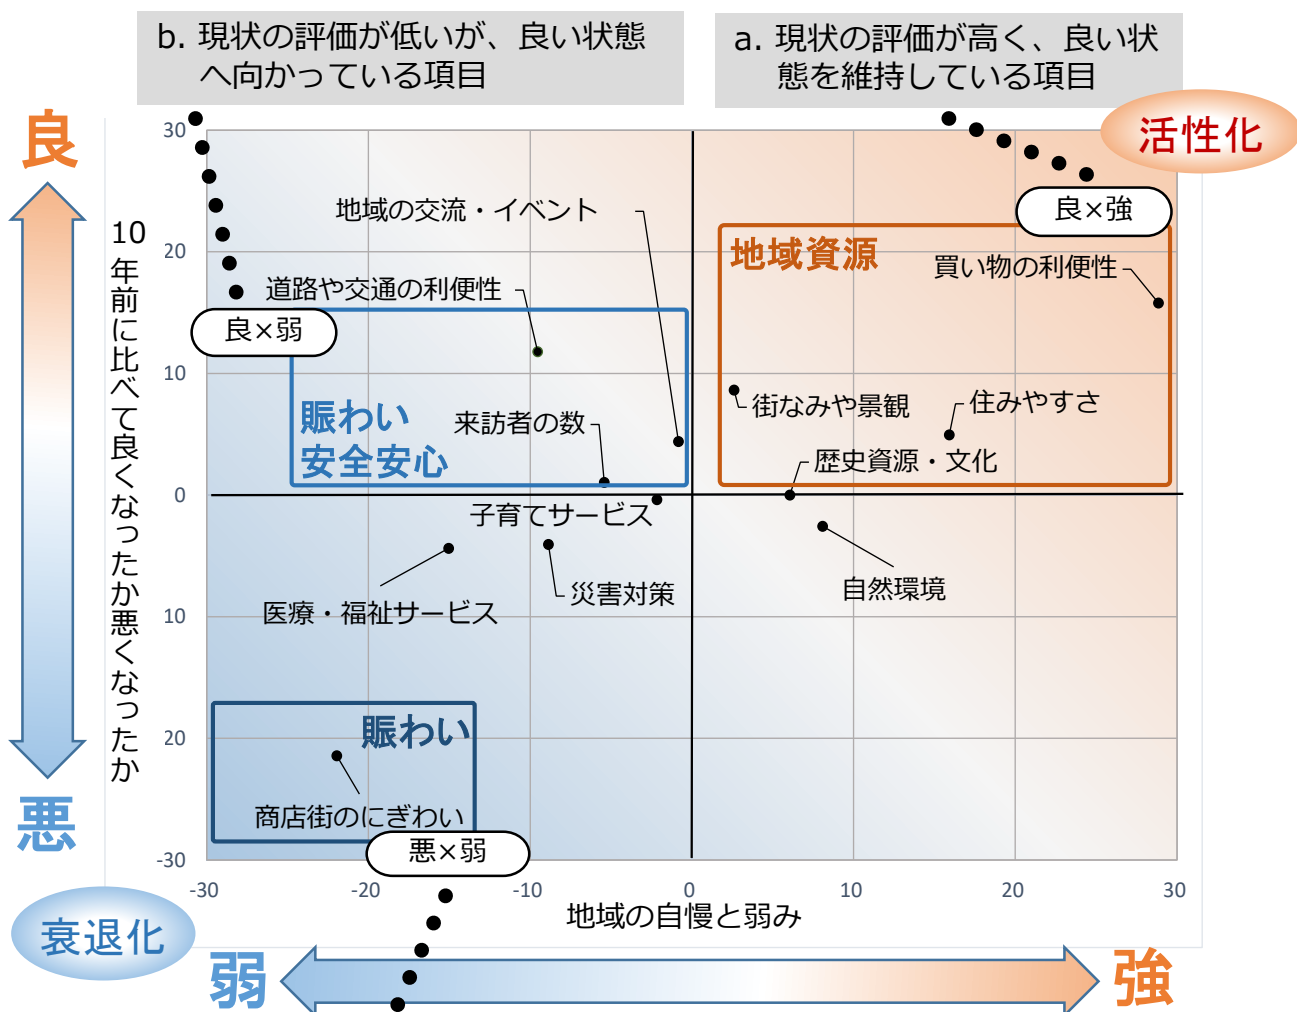 b. 現状の評価が低いが、良い状態
へ向かっている項目
a. 現状の評価が高く、良い状
態を維持している項目
活性化
良
悪
10年前に比べて良くなったか悪くなったか
30
20
10
0
10
20
-30
良×強
地域資源
買い物の利便性
街なみや景観
住みやすさ
歴史資源・文化
自然環境
地域の交流・イベント
道路や交通の利便性
良×弱
賑わい
安全安心
来訪者の数
子育てサービス
災害対策
医療・福祉サービス
賑わい
商店街のにぎわい
悪×弱
-30
-20
-10
0
10
20
30
地域の自慢と弱み
衰退化
弱
強